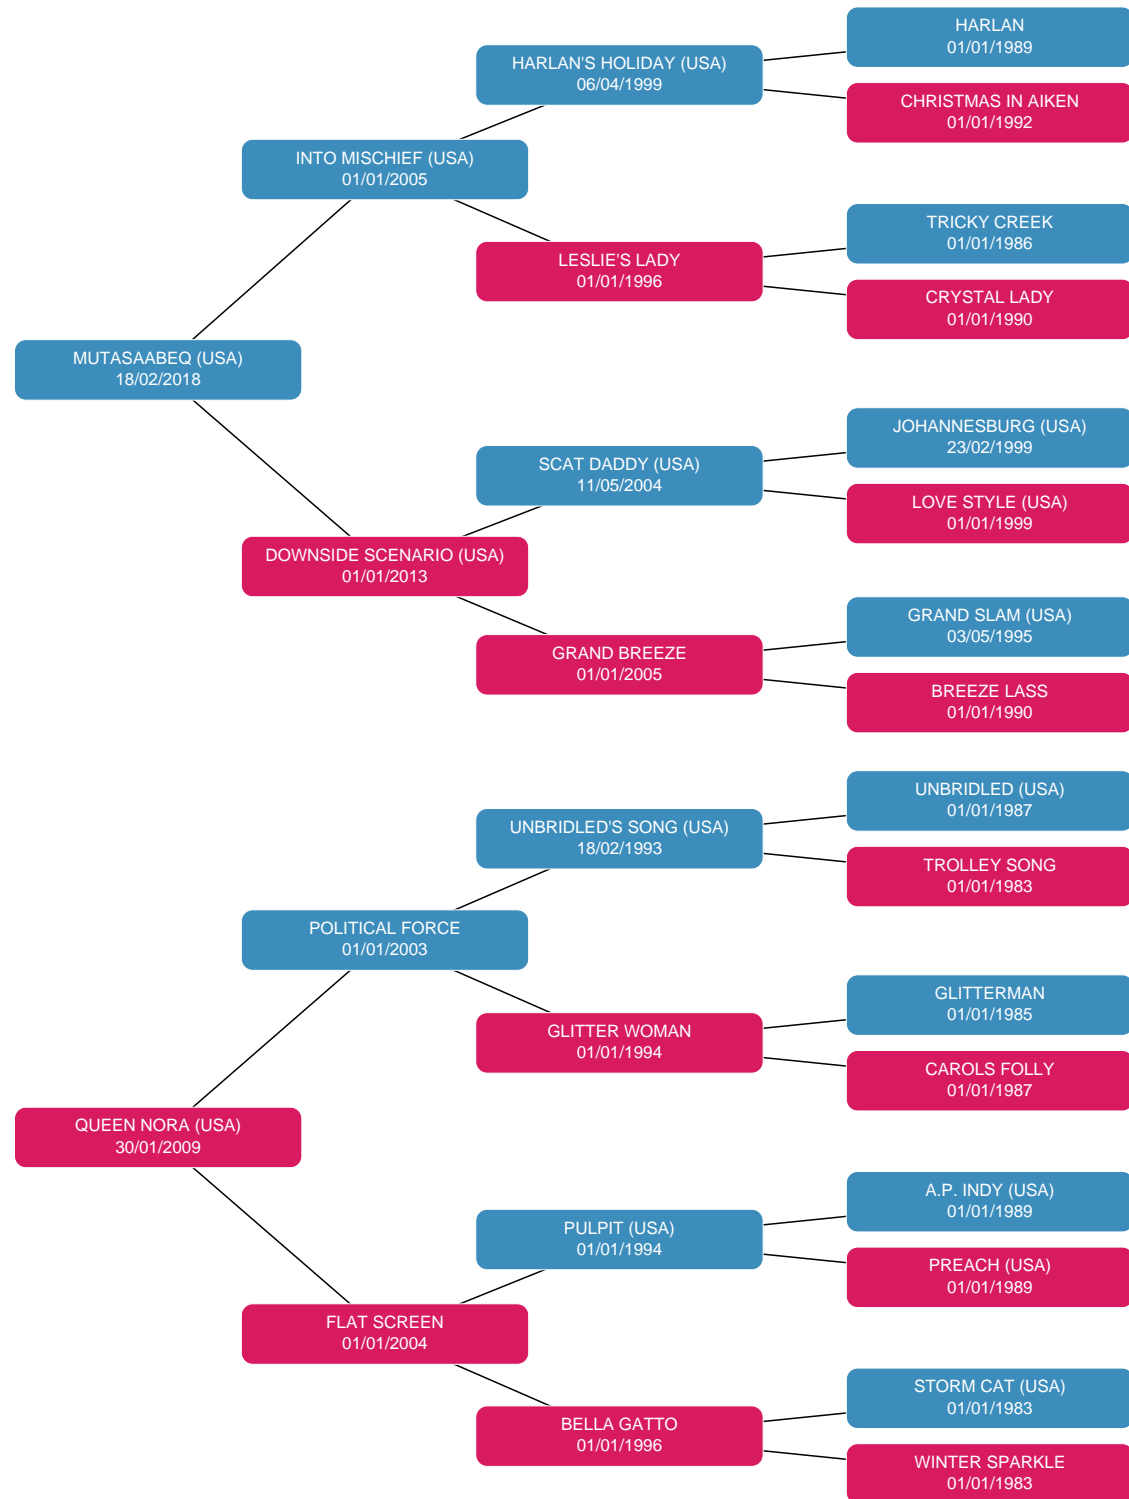 HARLAN
01/01/1989
HARLAN'S HOLIDAY (USA)
06/04/1999
CHRISTMAS IN AIKEN
01/01/1992
INTO MISCHIEF (USA)
01/01/2005
TRICKY CREEK
01/01/1986
LESLIE'S LADY
01/01/1996
CRYSTAL LADY
01/01/1990
MUTASAABEQ (USA)
18/02/2018
JOHANNESBURG (USA)
23/02/1999
SCAT DADDY (USA)
11/05/2004
LOVE STYLE (USA)
01/01/1999
DOWNSIDE SCENARIO (USA)
01/01/2013
GRAND SLAM (USA)
03/05/1995
GRAND BREEZE
01/01/2005
BREEZE LASS
01/01/1990
UNBRIDLED (USA)
01/01/1987
UNBRIDLED'S SONG (USA)
18/02/1993
TROLLEY SONG
01/01/1983
POLITICAL FORCE
01/01/2003
GLITTERMAN
01/01/1985
GLITTER WOMAN
01/01/1994
CAROLS FOLLY
01/01/1987
QUEEN NORA (USA)
30/01/2009
A.P. INDY (USA)
01/01/1989
PULPIT (USA)
01/01/1994
PREACH (USA)
01/01/1989
FLAT SCREEN
01/01/2004
STORM CAT (USA)
01/01/1983
BELLA GATTO
01/01/1996
WINTER SPARKLE
01/01/1983